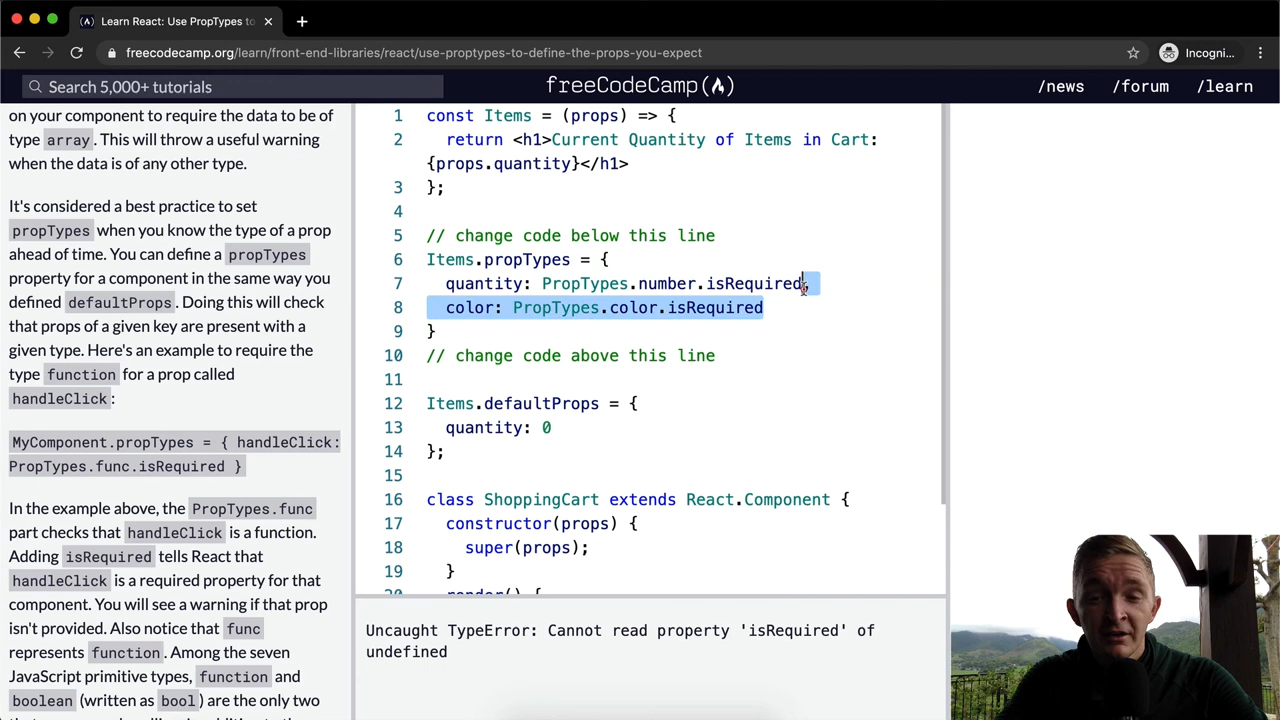 Learn React: Use PropTypes to
freecodecamp.org/learn/front-end-libraries/react/use-proptypes-to-define-the-props-you-expect
Incogni...
Search 5,000+ tutorials
freeCodeCamp
/news
/forum
/learn
on your component to require the data to be of
type array. This will throw a useful warning
when the data is of any other type.
It's considered a best practice to set
propTypes when you know the type of a prop
ahead of time. You can define a propTypes
property for a component in the same way you
defined defaultProps. Doing this will check
that props of a given key are present with a
given type. Here's an example to require the
type function for a prop called
handleClick:
MyComponent.propTypes = { handleClick:
PropTypes.func.isRequired }
In the example above, the PropTypes.func
part checks that handleClick is a function.
Adding isRequired tells React that
handleClick is a required property for that
component. You will see a warning if that prop
isn't provided. Also notice that func
represents function. Among the seven
JavaScript primitive types, function and
boolean (written as bool) are the only two
1 const Items = (props) => {
2 return <h1>Current Quantity of Items in Cart:
{props.quantity}</h1>
3 };
4
5 // change code below this line
6 Items.propTypes = {
7 quantity: PropTypes.number.isRequired,
8 color: PropTypes.color.isRequired
9 }
10 // change code above this line
11
12 Items.defaultProps = {
13 quantity: 0
14 };
15
16 class ShoppingCart extends React.Component {
17 constructor(props) {
18 super(props);
19 }
20 render() {
Uncaught TypeError: Cannot read property 'isRequired' of
undefined